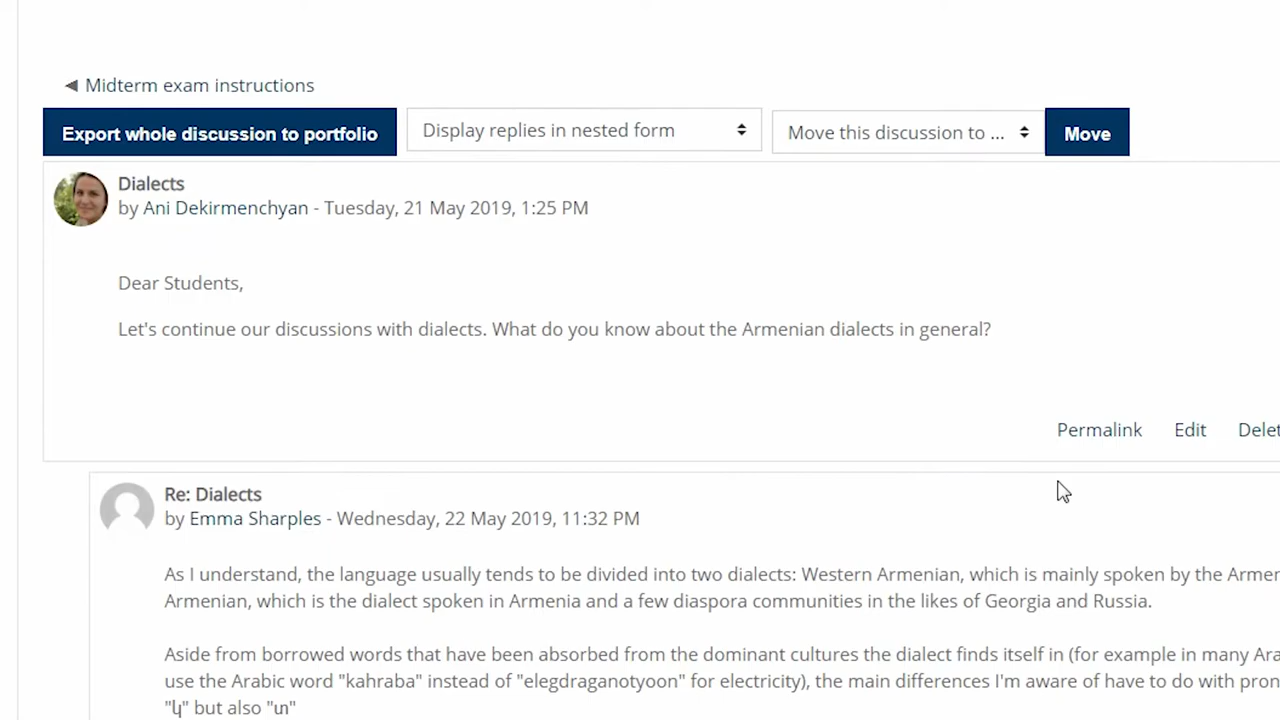 ◄ Midterm exam instructions
Export whole discussion to portfolio Display replies in nested form Move this discussion to ... Move
Dialects
by Ani Dekirmenchyan - Tuesday, 21 May 2019, 1:25 PM
Dear Students,
Let's continue our discussions with dialects. What do you know about the Armenian dialects in general?
Permalink Edit Delet
Re: Dialects
by Emma Sharples - Wednesday, 22 May 2019, 11:32 PM
As I understand, the language usually tends to be divided into two dialects: Western Armenian, which is mainly spoken by the Armen
Armenian, which is the dialect spoken in Armenia and a few diaspora communities in the likes of Georgia and Russia.
Aside from borrowed words that have been absorbed from the dominant cultures the dialect finds itself in (for example in many Ara
use the Arabic word "kahraba" instead of "elegdraganotyoon" for electricity), the main differences I'm aware of have to do with pron
"կ" but also "տ"